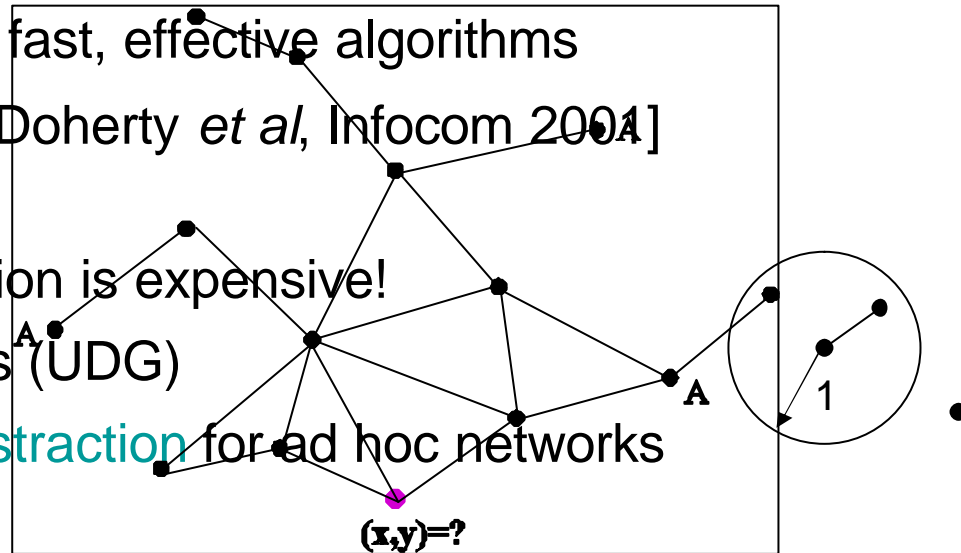 fast, effective algorithms
Doherty et al, Infocom 2001]
A
ion is expensive!
A
s (UDG)
A
1
straction for ad hoc networks
(x,y)=?